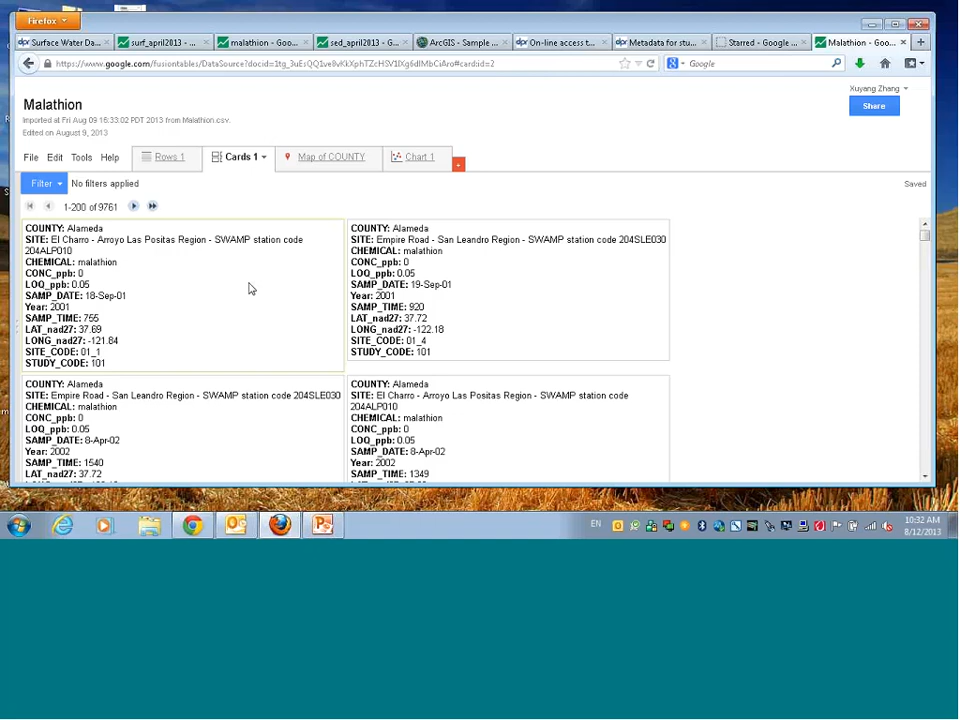 Firefox
Surface Water Da...
surf_april2013 - ...
malathion - Goo...
sed_april2013 - G...
ArcGIS - Sample ...
On-line access t...
Metadata for stu...
Starred - Google ...
Malathion - Goo...
https://www.google.com/fusiontables/DataSource?docid=1tg_3uEsQQ1ve8vKkXphTZcHSV1IXg6dIMbCiAro#card:id=2
Google
Xuyang Zhang
Malathion
Share
Imported at Fri Aug 09 16:33:02 PDT 2013 from Malathion.csv.
Edited on August 9, 2013
File Edit Tools Help
Rows 1
Cards 1
Map of COUNTY
Chart 1
Filter
No filters applied
Saved
1-200 of 9761
COUNTY: Alameda
SITE: El Charro - Arroyo Las Positas Region - SWAMP station code
204ALP010
CHEMICAL: malathion
CONC_ppb: 0
LOQ_ppb: 0.05
SAMP_DATE: 18-Sep-01
Year: 2001
SAMP_TIME: 755
LAT_nad27: 37.69
LONG_nad27: -121.84
SITE_CODE: 01_1
STUDY_CODE: 101
COUNTY: Alameda
SITE: Empire Road - San Leandro Region - SWAMP station code 204SLE030
CHEMICAL: malathion
CONC_ppb: 0
LOQ_ppb: 0.05
SAMP_DATE: 19-Sep-01
Year: 2001
SAMP_TIME: 920
LAT_nad27: 37.72
LONG_nad27: -122.18
SITE_CODE: 01_4
STUDY_CODE: 101
COUNTY: Alameda
SITE: Empire Road - San Leandro Region - SWAMP station code 204SLE030
CHEMICAL: malathion
CONC_ppb: 0
LOQ_ppb: 0.05
SAMP_DATE: 8-Apr-02
Year: 2002
SAMP_TIME: 1540
LAT_nad27: 37.72
COUNTY: Alameda
SITE: El Charro - Arroyo Las Positas Region - SWAMP station code
204ALP010
CHEMICAL: malathion
CONC_ppb: 0
LOQ_ppb: 0.05
SAMP_DATE: 8-Apr-02
Year: 2002
SAMP_TIME: 1349
LAT_nad27: 37.69
EN
10:32 AM
8/12/2013